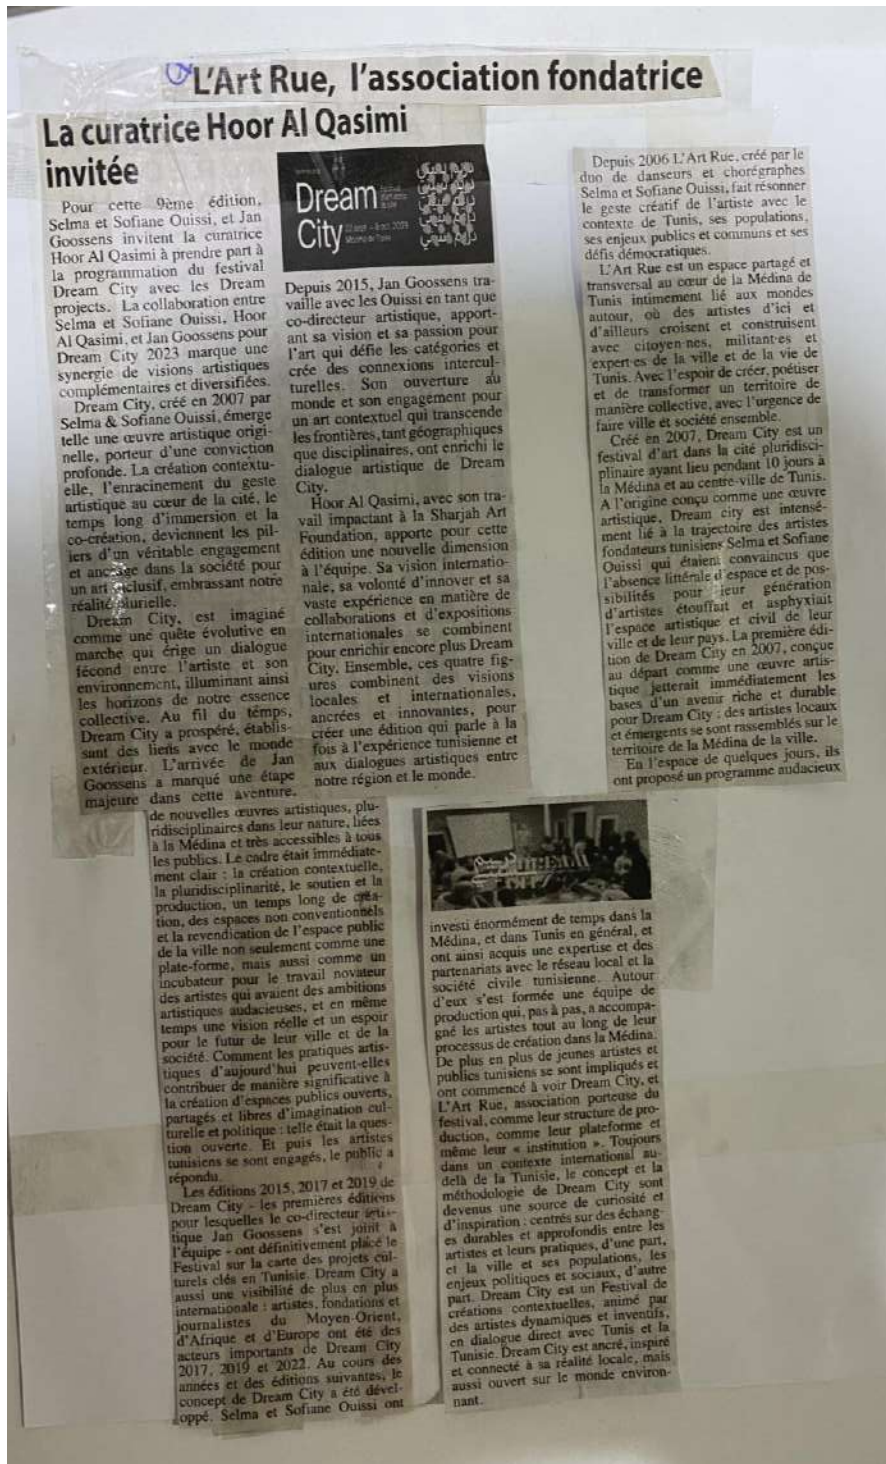 L'Art Rue, l'association fondatrice
La curatrice Hoor Al Qasimi
invitée
Pour cette 9ème édition,
Selma et Sofiane Ouissi, et Jan
Goossens invitent la curatrice
Hoor Al Qasimi à prendre part à
la programmation du festival
Dream City avec les Dream
projects. La collaboration entre
Selma et Sofiane Ouissi, Hoor
Al Qasimi, et Jan Goossens pour
Dream City 2023 marque une
synergie de visions artistiques
complémentaires et diversifiées.
Dream City, créé en 2007 par
Selma & Sofiane Ouissi, émerge
telle une œuvre artistique origi-
nelle, porteur d'une conviction
profonde. La création contextu-
elle, l'enracinement du geste
artistique au cœur de la cité, le
temps long d'immersion et la
co-création, deviennent les pil-
iers d'un véritable engagement
et ancrage dans la société pour
un art inclusif, embrassant notre
réalité plurielle.
Dream City, est imaginé
comme une quête évolutive en
marche qui érige un dialogue
fécond entre l'artiste et son
environnement, illuminant ainsi
les horizons de notre essence
collective. Au fil du temps,
Dream City a prospéré, établis-
sant des liens avec le monde
extérieur. L'arrivée de Jan
Goossens a marqué une étape
majeure dans cette aventure.
Dream
City
Depuis 2015, Jan Goossens tra-
vaille avec les Ouissi en tant que
co-directeur artistique, apport-
ant sa vision et sa passion pour
l'art qui défie les catégories et
crée des connexions intercul-
turelles. Son ouverture au
monde et son engagement pour
un art contextuel qui transcende
les frontières, tant géographiques
que disciplinaires, ont enrichi le
dialogue artistique de Dream
City.
Hoor Al Qasimi, avec son tra-
vail impactant à la Sharjah Art
Foundation, apporte pour cette
édition une nouvelle dimension
à l'équipe. Sa vision internatio-
nale, sa volonté d'innover et sa
vaste expérience en matière de
collaborations et d'expositions
internationales se combinent
pour enrichir encore plus Dream
City. Ensemble, ces quatre fig-
ures combinent des visions
locales et internationales,
ancrées et innovantes, pour
créer une édition qui parle à la
fois à l'expérience tunisienne et
aux dialogues artistiques entre
notre région et le monde.
Depuis 2006 L'Art Rue, créé par le
duo de danseurs et chorégraphes
Selma et Sofiane Ouissi, fait résonner
le geste créatif de l'artiste avec le
contexte de Tunis, ses populations,
ses enjeux publics et communs et ses
défis démocratiques.
L'Art Rue est un espace partagé et
transversal au cœur de la Médina de
Tunis intimement lié aux mondes
autour, où des artistes d'ici et
d'ailleurs croisent et construisent
avec citoyen·nes, militant·es et
expert·es de la ville et de la vie de
Tunis. Avec l'espoir de créer, poétiser
et de transformer un territoire de
manière collective, avec l'urgence de
faire ville et société ensemble.
Créé en 2007, Dream City est un
festival d'art dans la cité pluridisci-
plinaire ayant lieu pendant 10 jours à
la Médina et au centre-ville de Tunis.
A l'origine conçu comme une œuvre
artistique, Dream city est intensé-
ment lié à la trajectoire des artistes
fondateurs tunisiens Selma et Sofiane
Ouissi qui étaient convaincus que
l'absence littérale d'espace et de pos-
sibilités pour leur génération
d'artistes étouffait et asphyxiait
l'espace artistique et civil de leur
ville et de leur pays. La première édi-
tion de Dream City en 2007, conçue
au départ comme une œuvre artis-
tique jetterait immédiatement les
bases d'un avenir riche et durable
pour Dream City : des artistes locaux
et émergents se sont rassemblés sur le
territoire de la Médina de la ville.
En l'espace de quelques jours, ils
ont proposé un programme audacieux
de nouvelles œuvres artistiques, plu-
ridisciplinaires dans leur nature, liées
à la Médina et très accessibles à tous
les publics. Le cadre était immédiate-
ment clair : la création contextuelle,
la pluridisciplinarité, le soutien et la
production, un temps long de créa-
tion, des espaces non conventionnels
et la revendication de l'espace public
de la ville non seulement comme une
plate-forme, mais aussi comme un
incubateur pour le travail novateur
des artistes qui avaient des ambitions
artistiques audacieuses, et en même
temps une vision réelle et un espoir
pour le futur de leur ville et de la
société. Comment les pratiques artis-
tiques d'aujourd'hui peuvent-elles
contribuer de manière significative à
la création d'espaces publics ouverts,
partagés et libres d'imagination cul-
turelle et politique : telle était la ques-
tion ouverte. Et puis les artistes
tunisiens se sont engagés, le public a
répondu.
Les éditions 2015, 2017 et 2019 de
Dream City - les premières éditions
pour lesquelles le co-directeur artis-
tique Jan Goossens s'est joint à
l'équipe - ont définitivement placé le
Festival sur la carte des projets cul-
turels clés en Tunisie. Dream City a
aussi une visibilité de plus en plus
internationale : artistes, fondations et
journalistes du Moyen-Orient,
d'Afrique et d'Europe ont été des
acteurs importants de Dream City
2017, 2019 et 2022. Au cours des
années et des éditions suivantes, le
concept de Dream City a été dével-
oppé. Selma et Sofiane Ouissi ont
investi énormément de temps dans la
Médina, et dans Tunis en général, et
ont ainsi acquis une expertise et des
partenariats avec le réseau local et la
société civile tunisienne. Autour
d'eux s'est formée une équipe de
production qui, pas à pas, a accompa-
gné les artistes tout au long de leur
processus de création dans la Médina.
De plus en plus de jeunes artistes et
publics tunisiens se sont impliqués et
ont commencé à voir Dream City, et
L'Art Rue, association porteuse du
festival, comme leur structure de pro-
duction, comme leur plateforme et
même leur « institution ». Toujours
dans un contexte international au-
delà de la Tunisie, le concept et la
méthodologie de Dream City sont
devenus une source de curiosité et
d'inspiration : centrés sur des échang-
es durables et approfondis entre les
artistes et leurs pratiques, d'une part,
et la ville et ses populations, les
enjeux politiques et sociaux, d'autre
part. Dream City est un Festival de
créations contextuelles, animé par
des artistes dynamiques et inventifs,
en dialogue direct avec Tunis et la
Tunisie. Dream City est ancré, inspiré
et connecté à sa réalité locale, mais
aussi ouvert sur le monde environ-
nant.